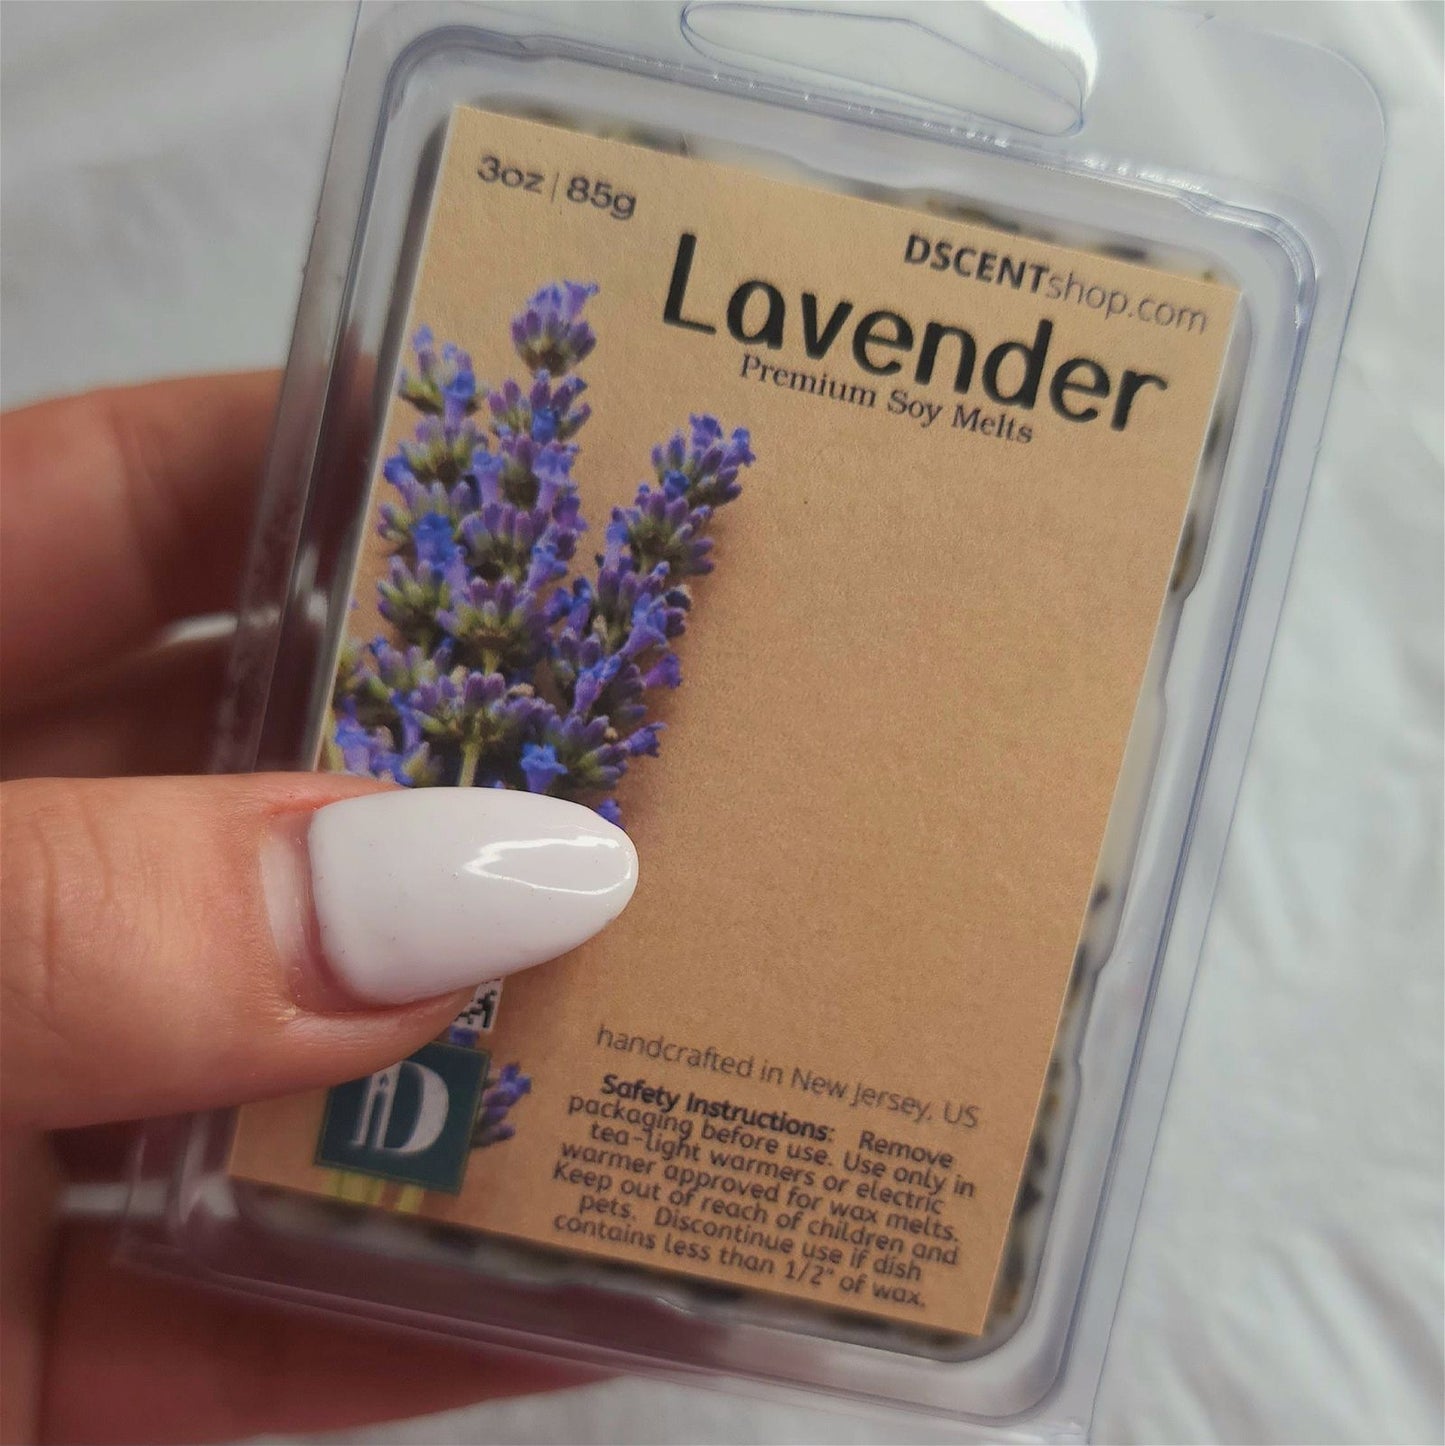 3oz | 85g
DSCENTshop.com
Lavender
Premium Soy Melts
handcrafted in New Jersey, US
Safety Instructions: Remove
packaging before use. Use only in
tea-light warmers or electric
warmer approved for wax melts.
Keep out of reach of children and
pets. Discontinue use if dish
contains less than 1/2" of wax.
D